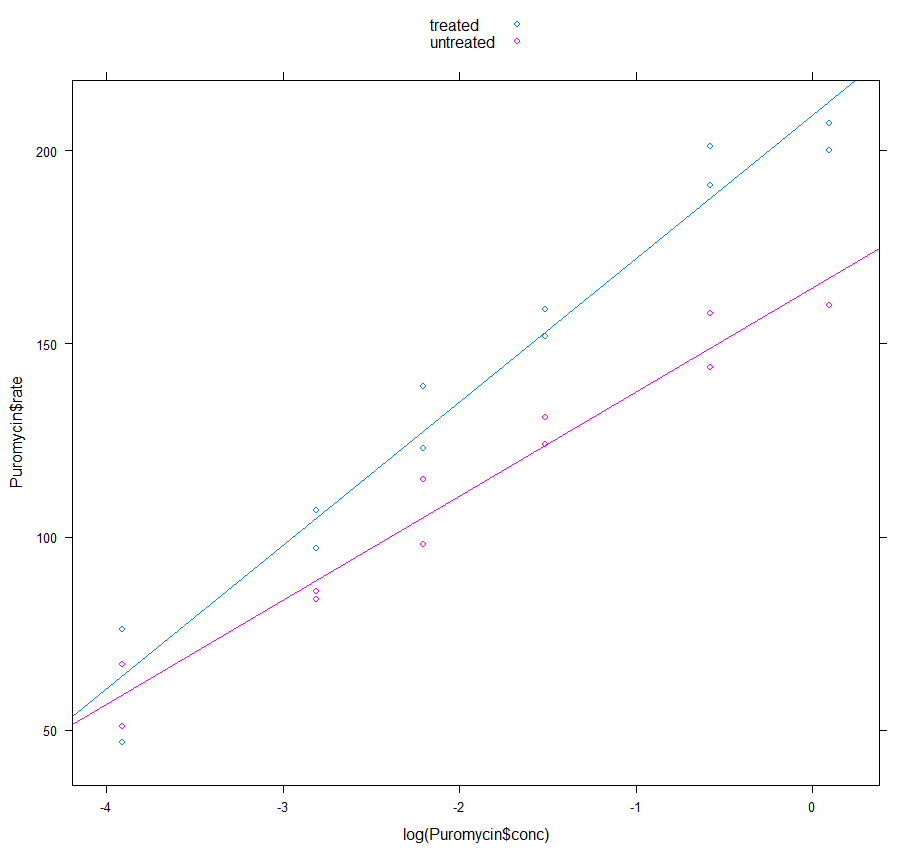 treated
untreated
200
150
100
50
Puromycin$rate
-4 -3 -2 -1 0
log(Puromycin$conc)